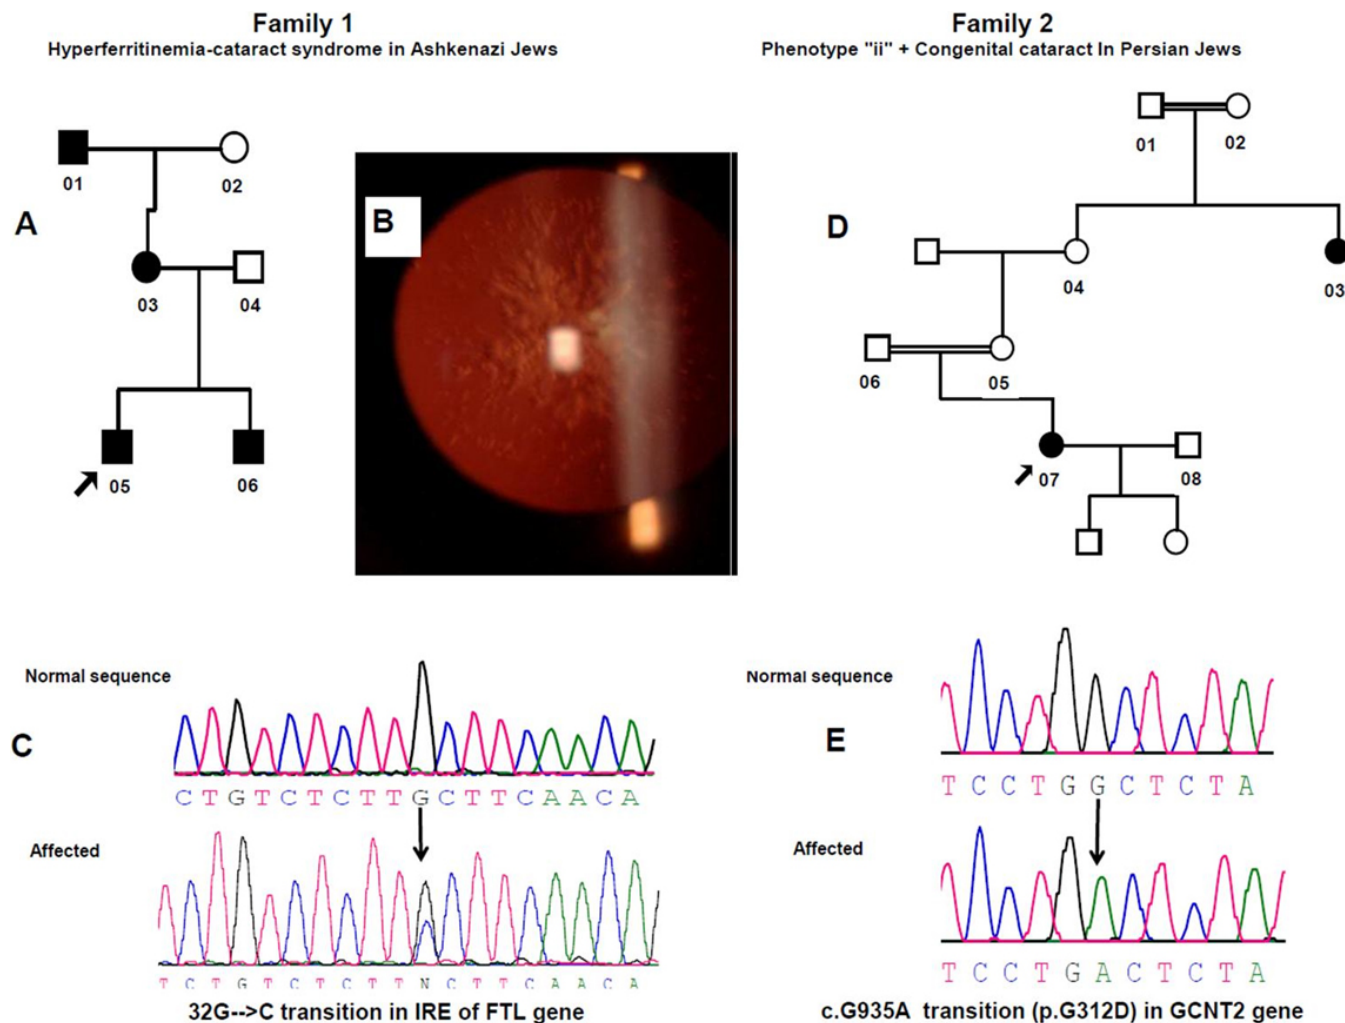 Family 1
Hyperferritinemia-cataract syndrome in Ashkenazi Jews
01
02
A
03
04
05
06
B
Family 2
Phenotype "ii" + Congenital cataract In Persian Jews
01
02
D
04
03
06
05
07
08
Normal sequence
C
C T G T C T C T T G C T T C A A C A
Affected
T C T G T C T C T T N C T T C A A C A
32G-->C transition in IRE of FTL gene
Normal sequence
E
T C C T G G C T C T A
Affected
T C C T G A C T C T A
c.G935A transition (p.G312D) in GCNT2 gene